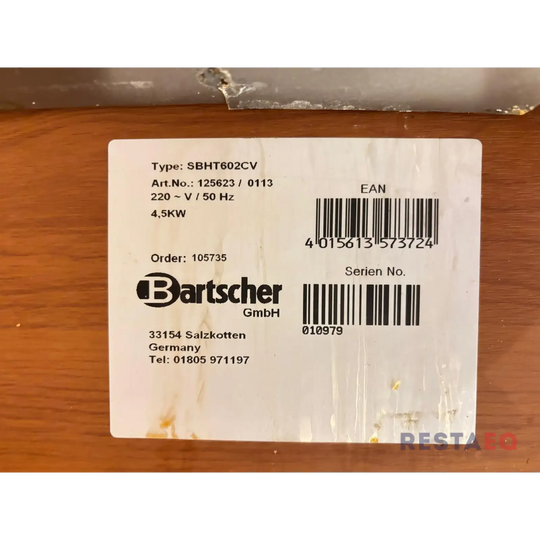 Type: SBHT602CV
Art.No.: 125623 / 0113
220 ~ V / 50 Hz
4,5KW
EAN
4 015613 573724
Order: 105735
Bartscher
GmbH
Serien No.
010979
33154 Salzkotten
Germany
Tel: 01805 971197
RESTAEQ